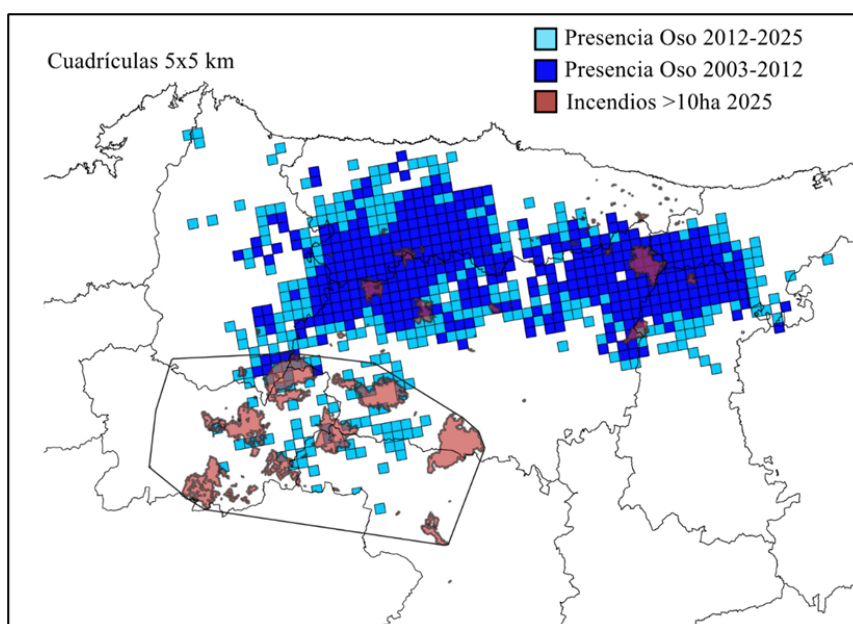 Cuadrículas 5x5 km
Presencia Oso 2012-2025
Presencia Oso 2003-2012
Incendios >10ha 2025